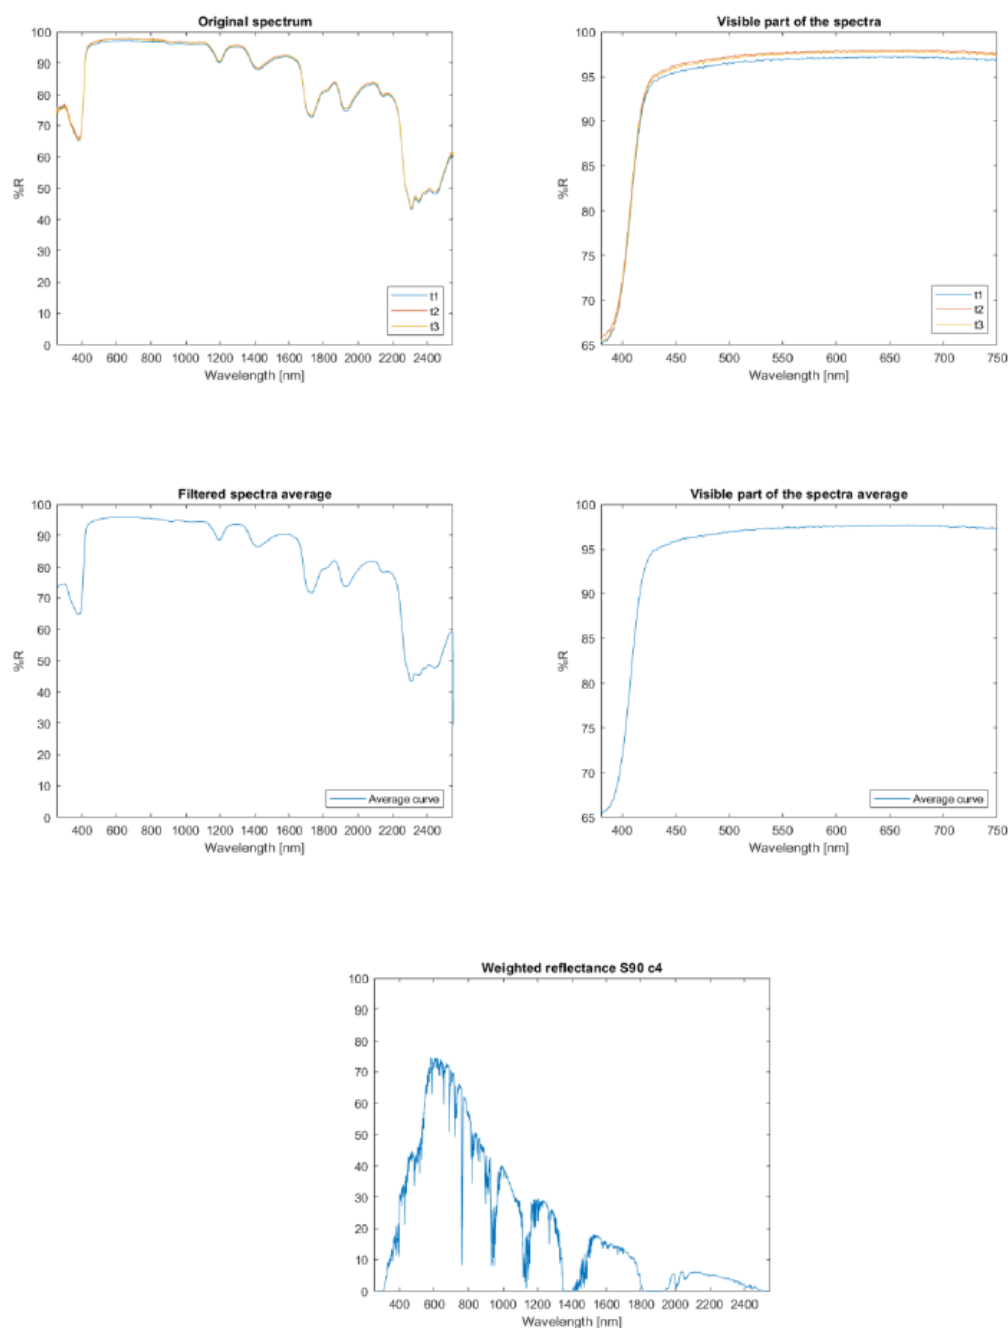 Original spectrum
100
90
80
70
60
50
40
30
20
10
0
%R
t1
t2
t3
400 600 800 1000 1200 1400 1600 1800 2000 2200 2400
Wavelength [nm]
Visible part of the spectra
100
95
90
85
80
75
70
65
%R
t1
t2
t3
400 450 500 550 600 650 700 750
Wavelength [nm]
Filtered spectra average
100
90
80
70
60
50
40
30
20
10
0
%R
Average curve
400 600 800 1000 1200 1400 1600 1800 2000 2200 2400
Wavelength [nm]
Visible part of the spectra average
100
95
90
85
80
75
70
65
%R
Average curve
400 450 500 550 600 650 700 750
Wavelength [nm]
Weighted reflectance S90 c4
100
90
80
70
60
50
40
30
20
10
0
400 600 800 1000 1200 1400 1600 1800 2000 2200 2400
Wavelength [nm]